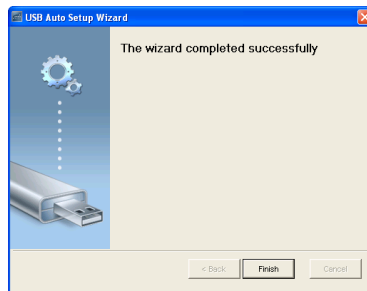 USB Auto Setup Wizard
The wizard completed successfully
< Back Finish Cancel